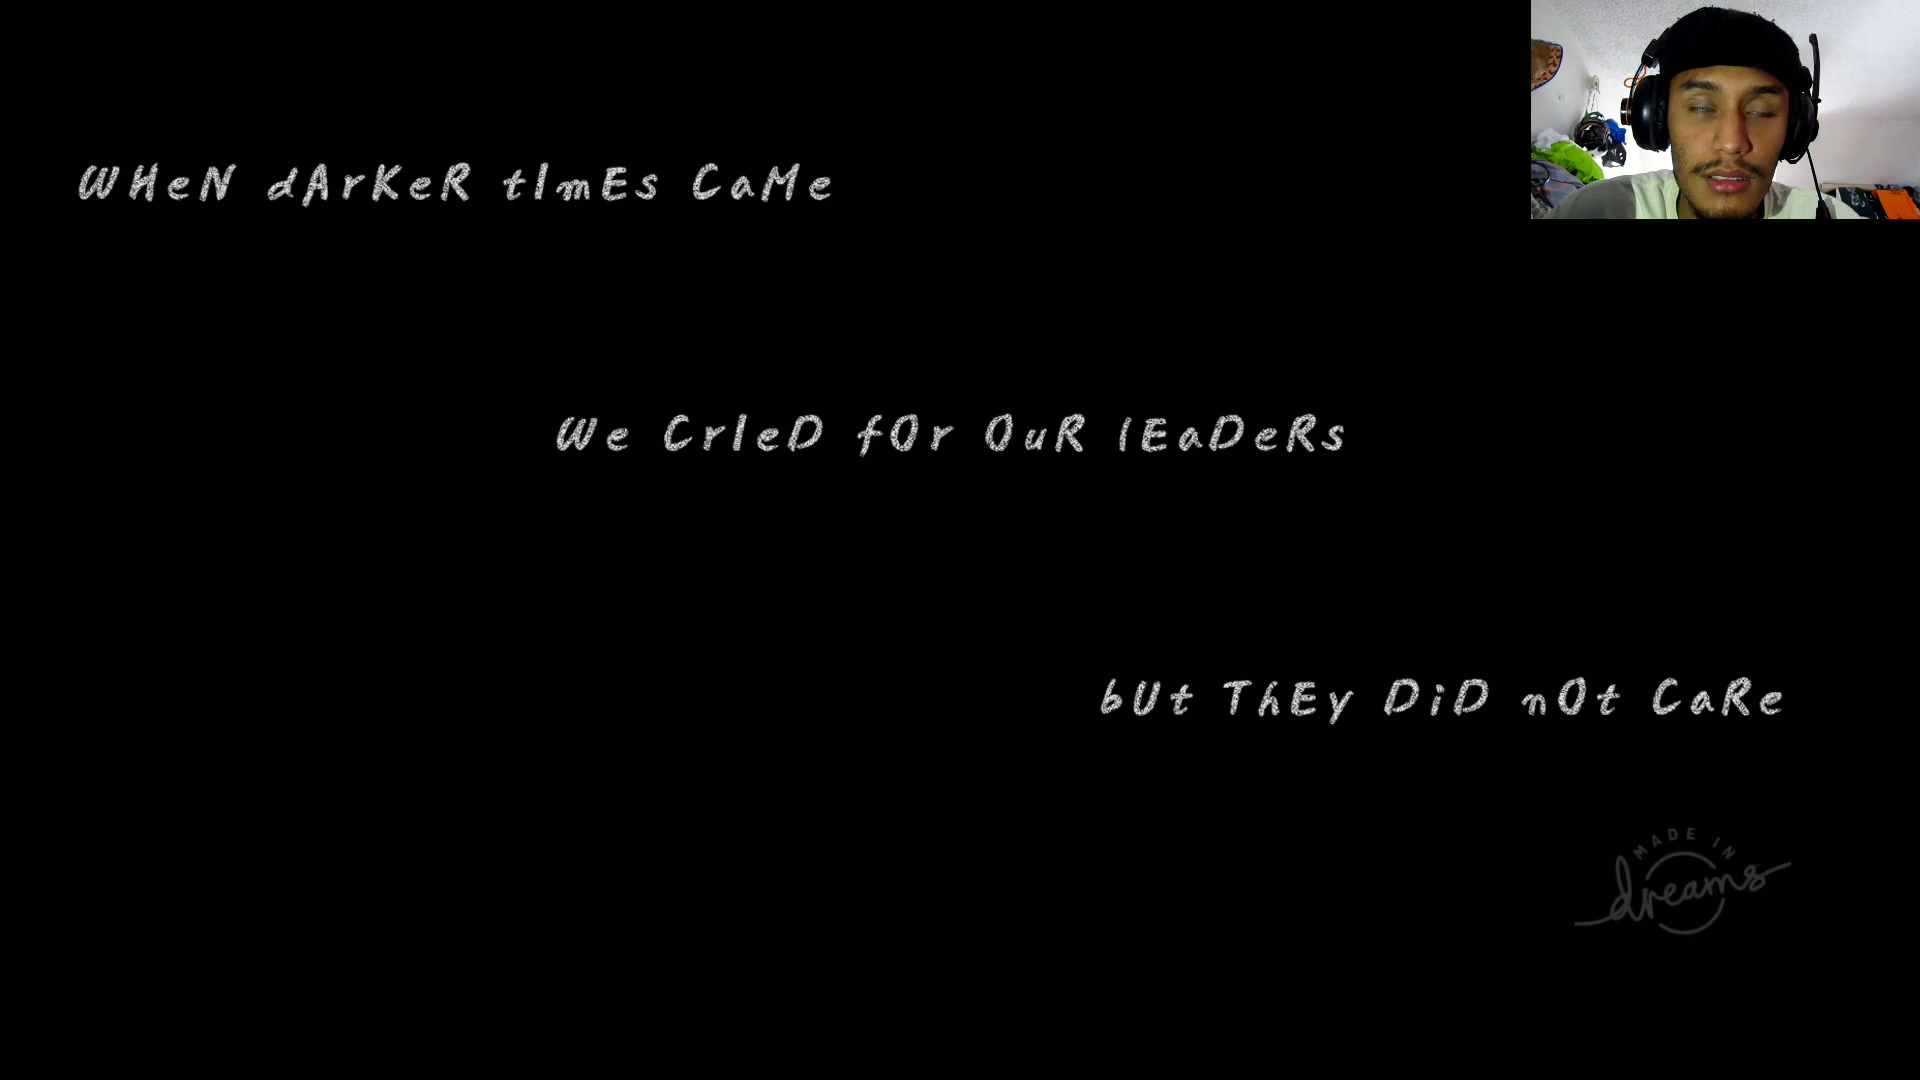 WHeN dArKeR tImEs CaMe
We CrIeD fOr OuR lEaDeRs
bUt ThEy DiD nOt CaRe
MADE IN
dreams